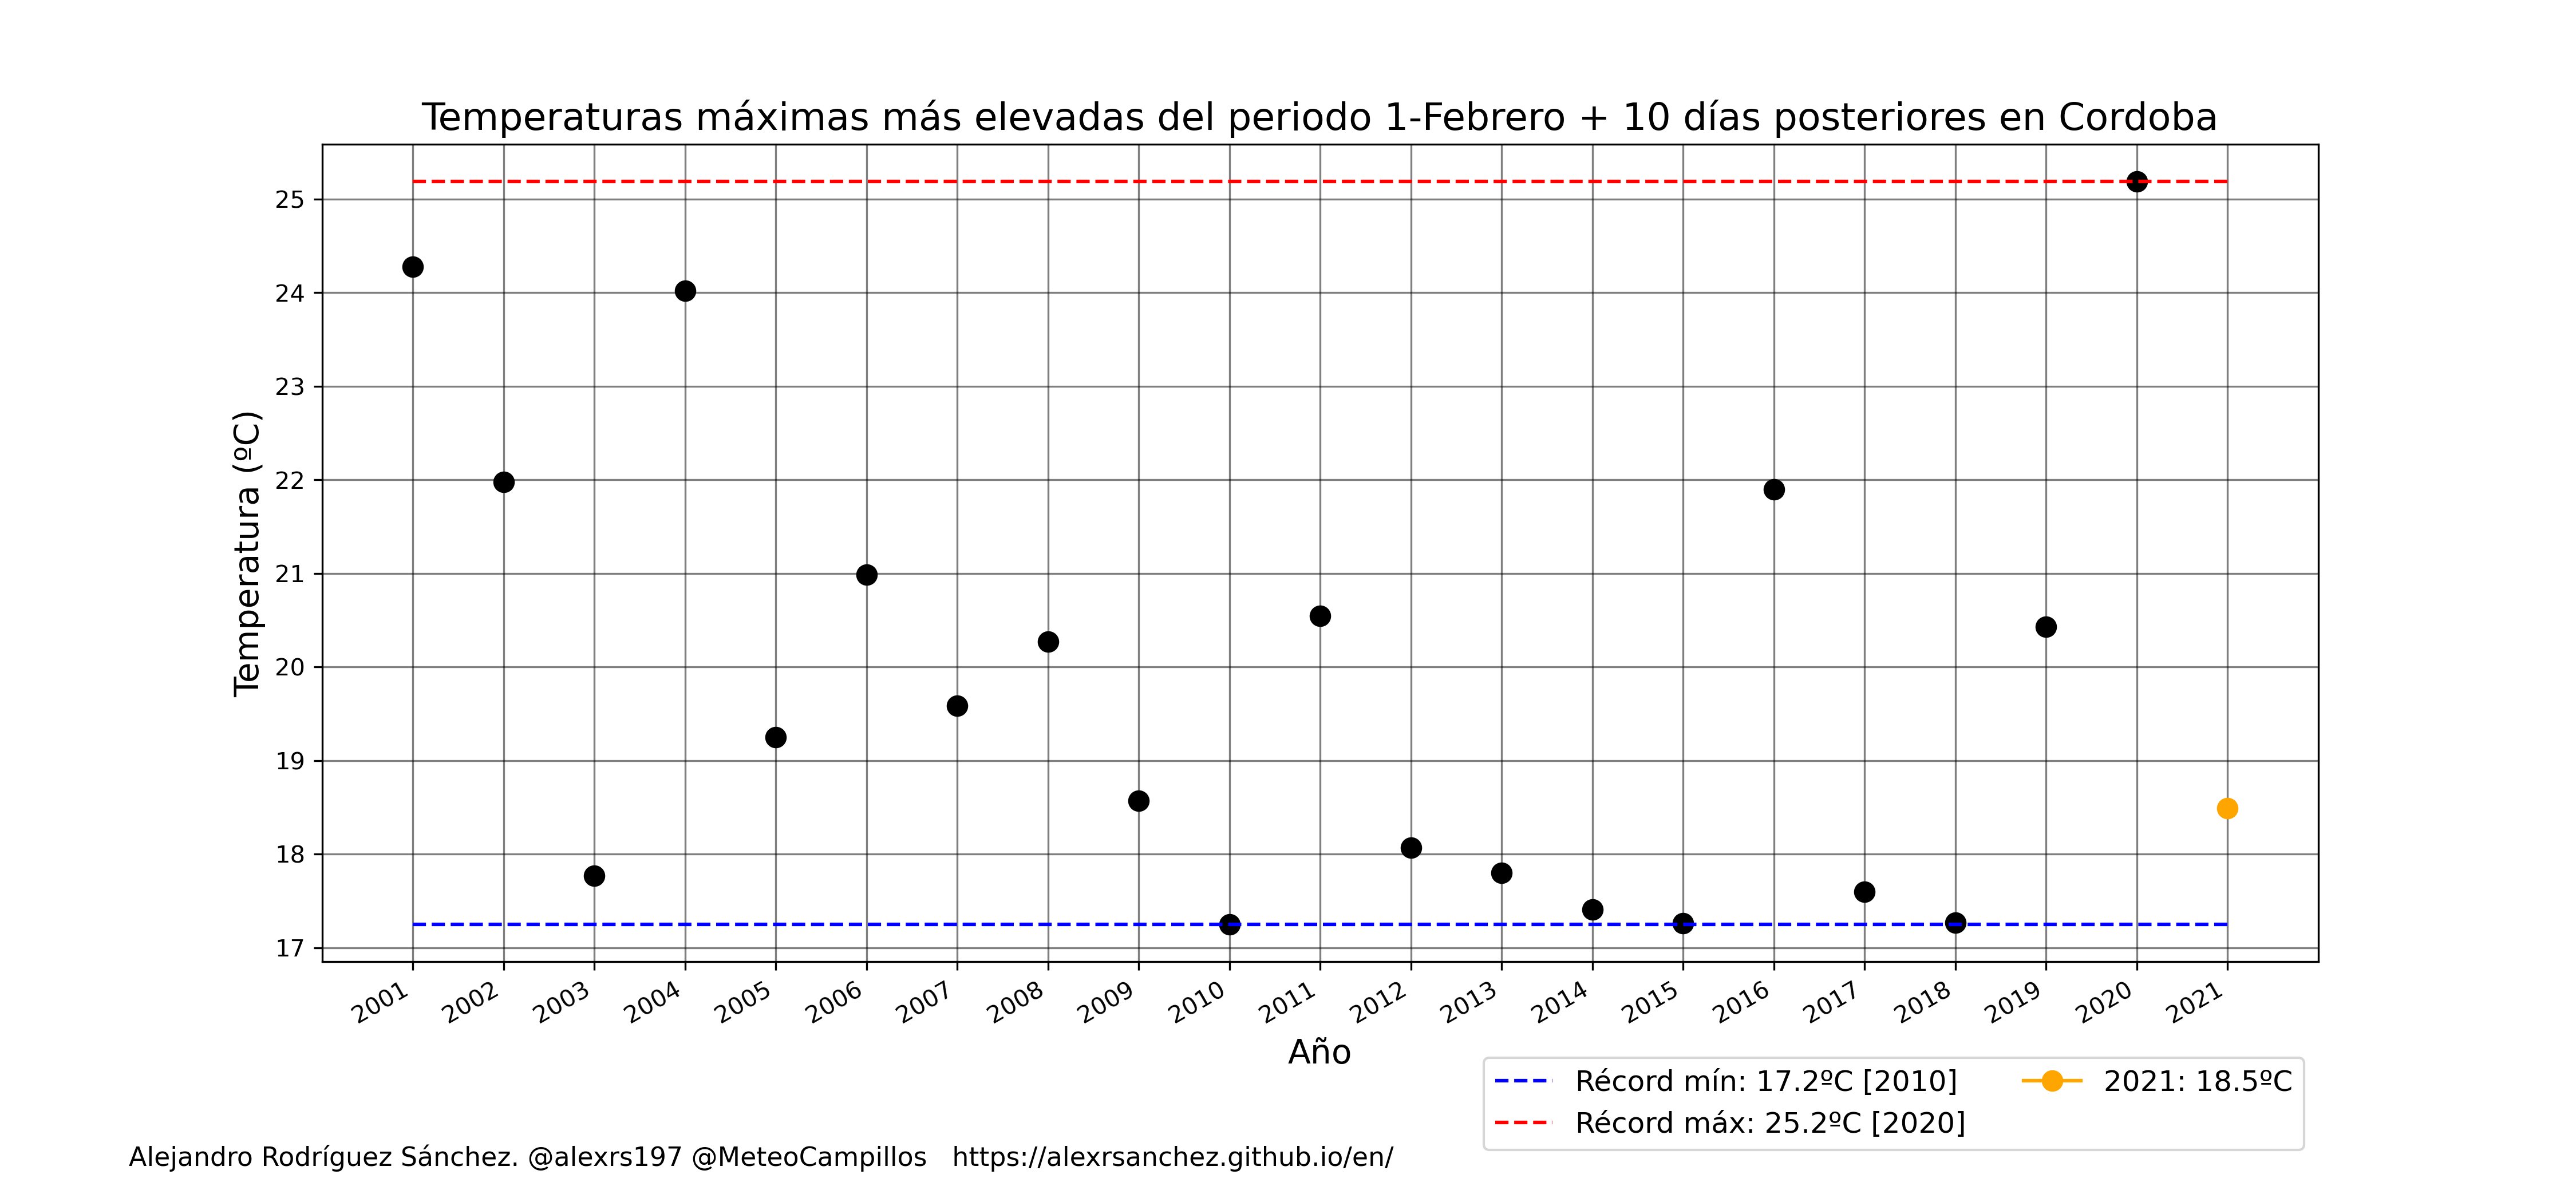 Temperaturas máximas más elevadas del periodo 1-Febrero + 10 días posteriores en Cordoba
Temperatura (ºC)
25
24
23
22
21
20
19
18
17
2001 2002 2003 2004 2005 2006 2007 2008 2009 2010 2011 2012 2013 2014 2015 2016 2017 2018 2019 2020 2021
Año
Récord mín: 17.2ºC [2010]
Récord máx: 25.2ºC [2020]
2021: 18.5ºC
Alejandro Rodríguez Sánchez. @alexrs197 @MeteoCampillos https://alexrsanchez.github.io/en/